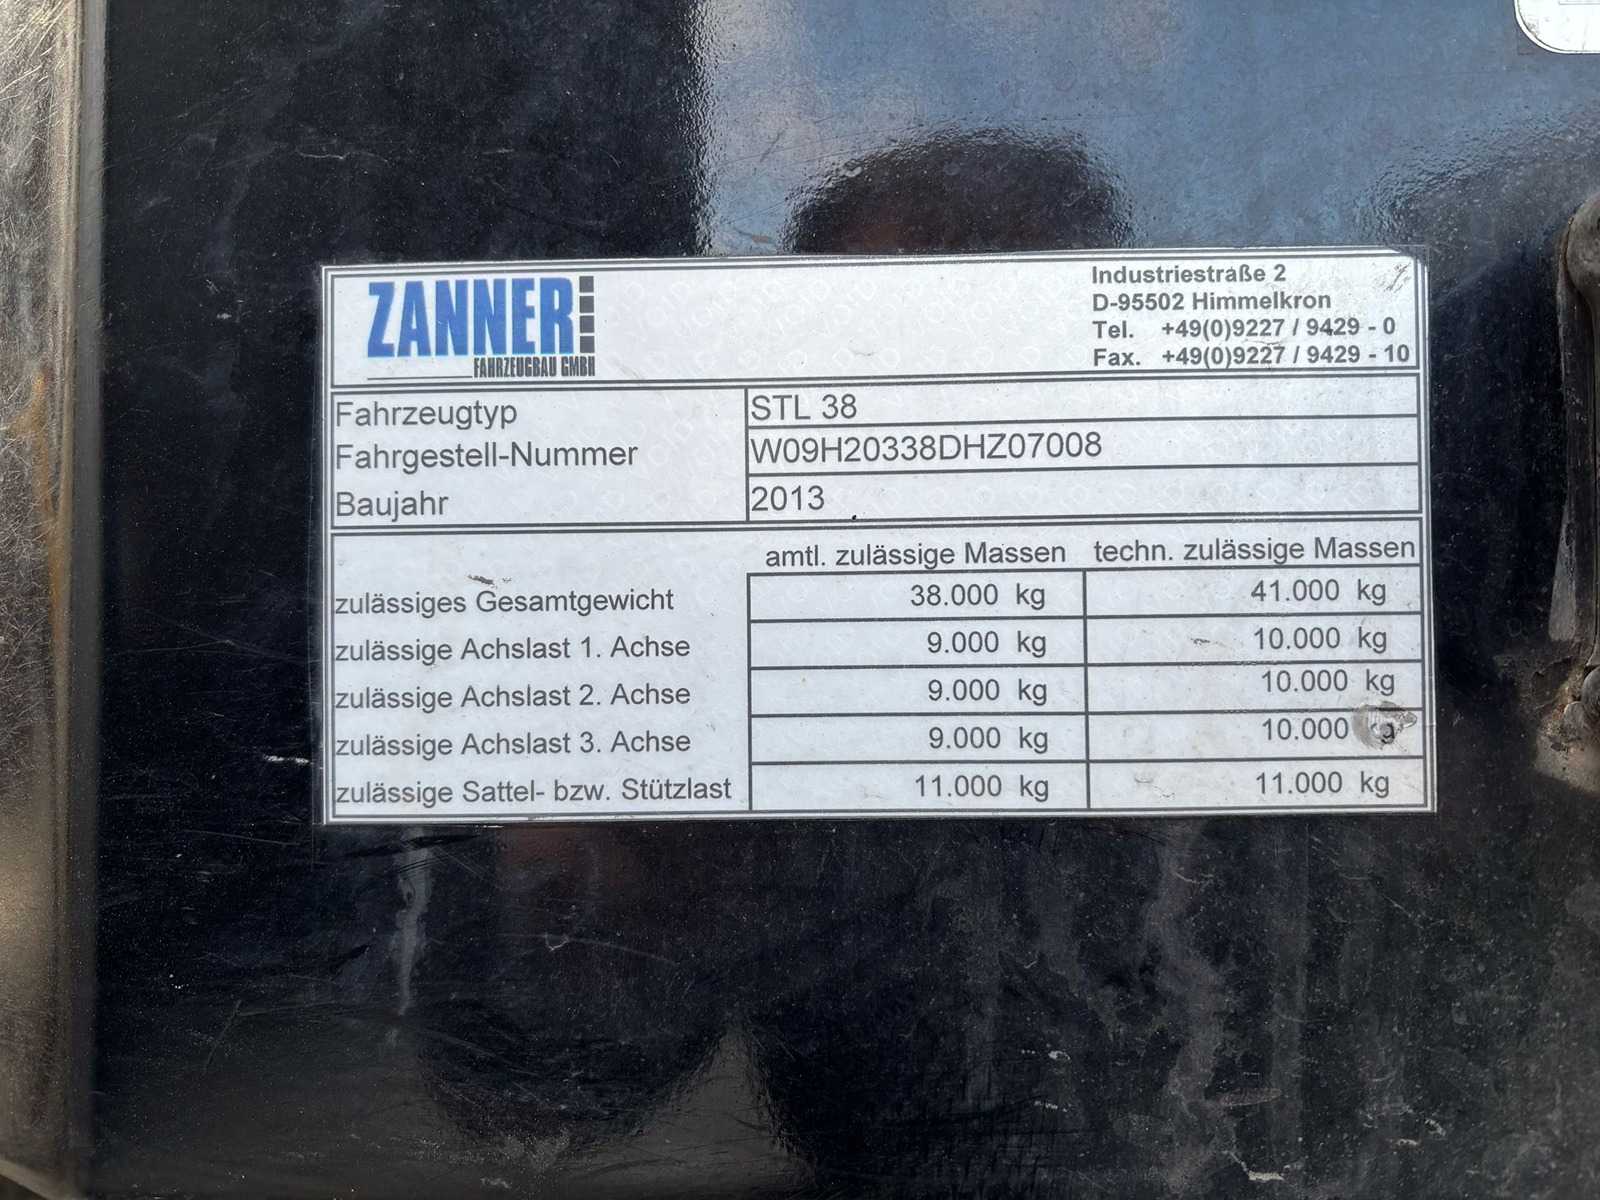 ZANNER
FAHRZEUGBAU GMBH
Industriestraße 2
D-95502 Himmelkron
Tel. +49(0)9227 / 9429 - 0
Fax. +49(0)9227 / 9429 - 10
Fahrzeugtyp STL 38
Fahrgestell-Nummer W09H20338DHZ07008
Baujahr 2013
amtl. zulässige Massen techn. zulässige Massen
zulässiges Gesamtgewicht 38.000 kg 41.000 kg
zulässige Achslast 1. Achse 9.000 kg 10.000 kg
zulässige Achslast 2. Achse 9.000 kg 10.000 kg
zulässige Achslast 3. Achse 9.000 kg 10.000 kg
zulässige Sattel- bzw. Stützlast 11.000 kg 11.000 kg